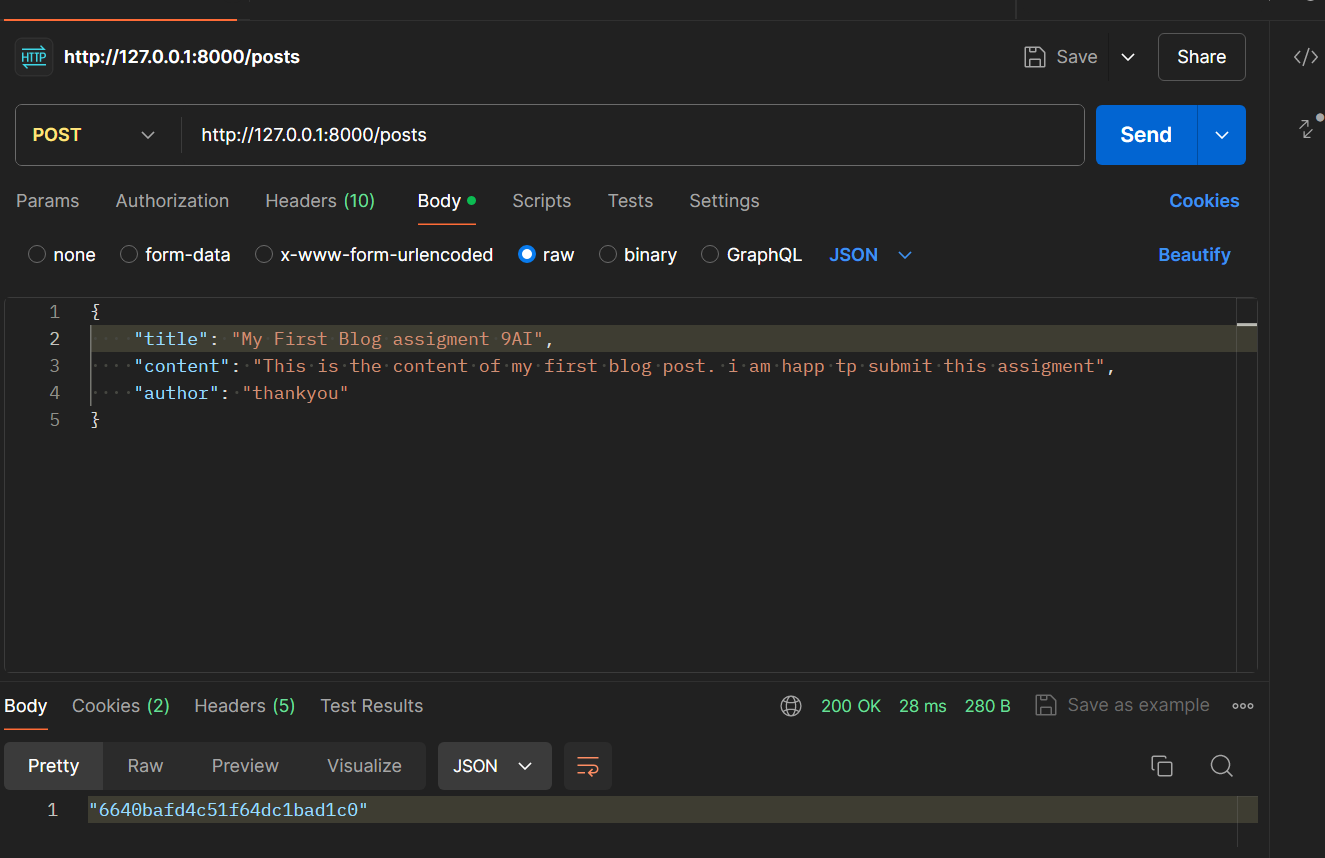 HTTP http://127.0.0.1:8000/posts Save Share </>
POST http://127.0.0.1:8000/posts Send
Params Authorization Headers (10) Body Scripts Tests Settings Cookies
none form-data x-www-form-urlencoded raw binary GraphQL JSON Beautify
1 {
2 "title": "My First Blog assigment 9AI",
3 "content": "This is the content of my first blog post. i am happ tp submit this assigment",
4 "author": "thankyou"
5 }
Body Cookies (2) Headers (5) Test Results 200 OK 28 ms 280 B Save as example
Pretty Raw Preview Visualize JSON
1 "6640bafd4c51f64dc1bad1c0"